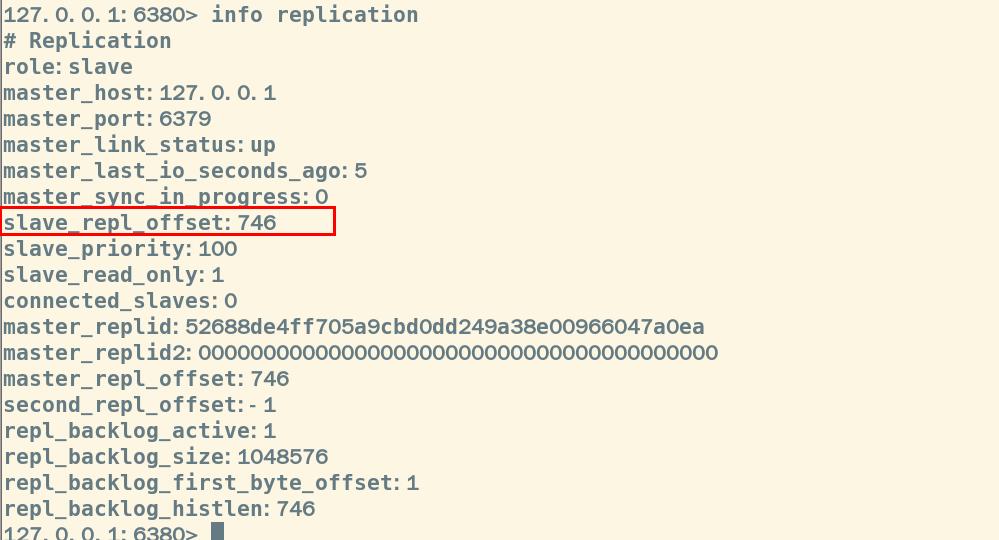 127.0.0.1:6380> info replication
# Replication
role:slave
master_host:127.0.0.1
master_port:6379
master_link_status:up
master_last_io_seconds_ago:5
master_sync_in_progress:0
slave_repl_offset:746
slave_priority:100
slave_read_only:1
connected_slaves:0
master_replid:52688de4ff705a9cbd0dd249a38e00966047a0ea
master_replid2:0000000000000000000000000000000000000000
master_repl_offset:746
second_repl_offset:-1
repl_backlog_active:1
repl_backlog_size:1048576
repl_backlog_first_byte_offset:1
repl_backlog_histlen:746
127.0.0.1:6380>